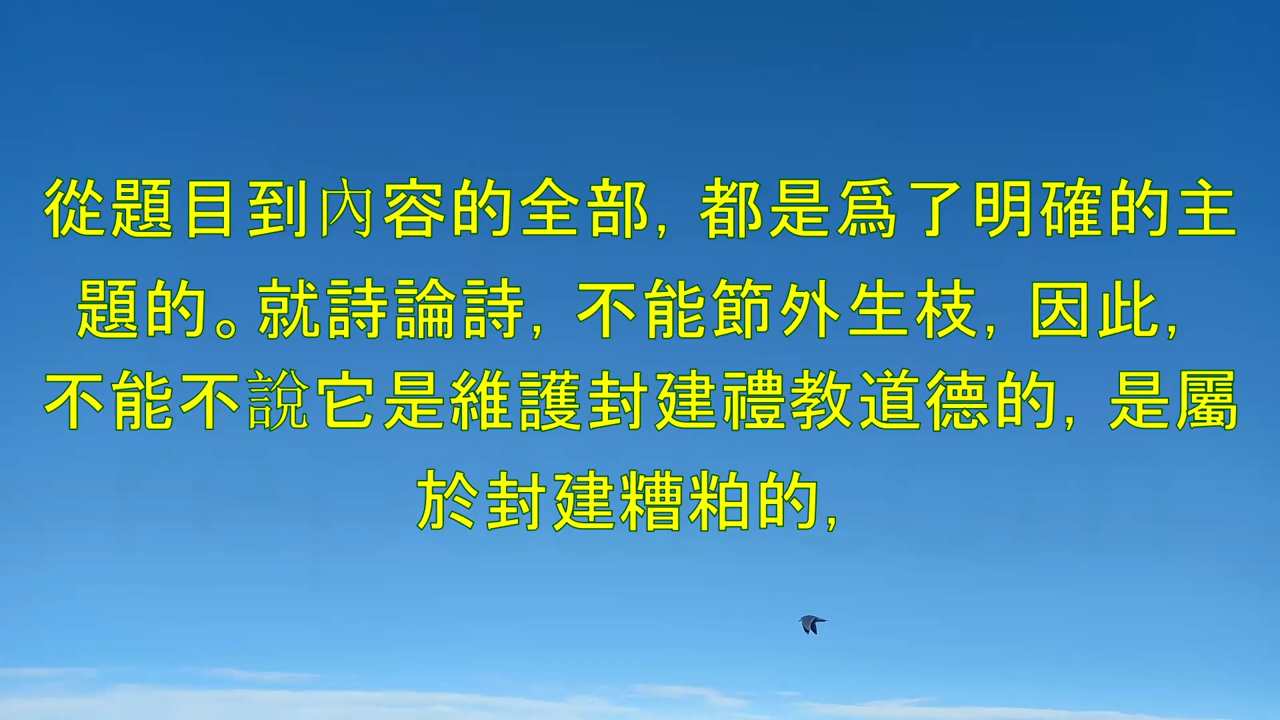 從題目到內容的全部, 都是爲了明確的主
題的。就詩論詩, 不能節外生枝, 因此,
不能不說它是維護封建禮教道德的, 是屬
於封建糟粕的,